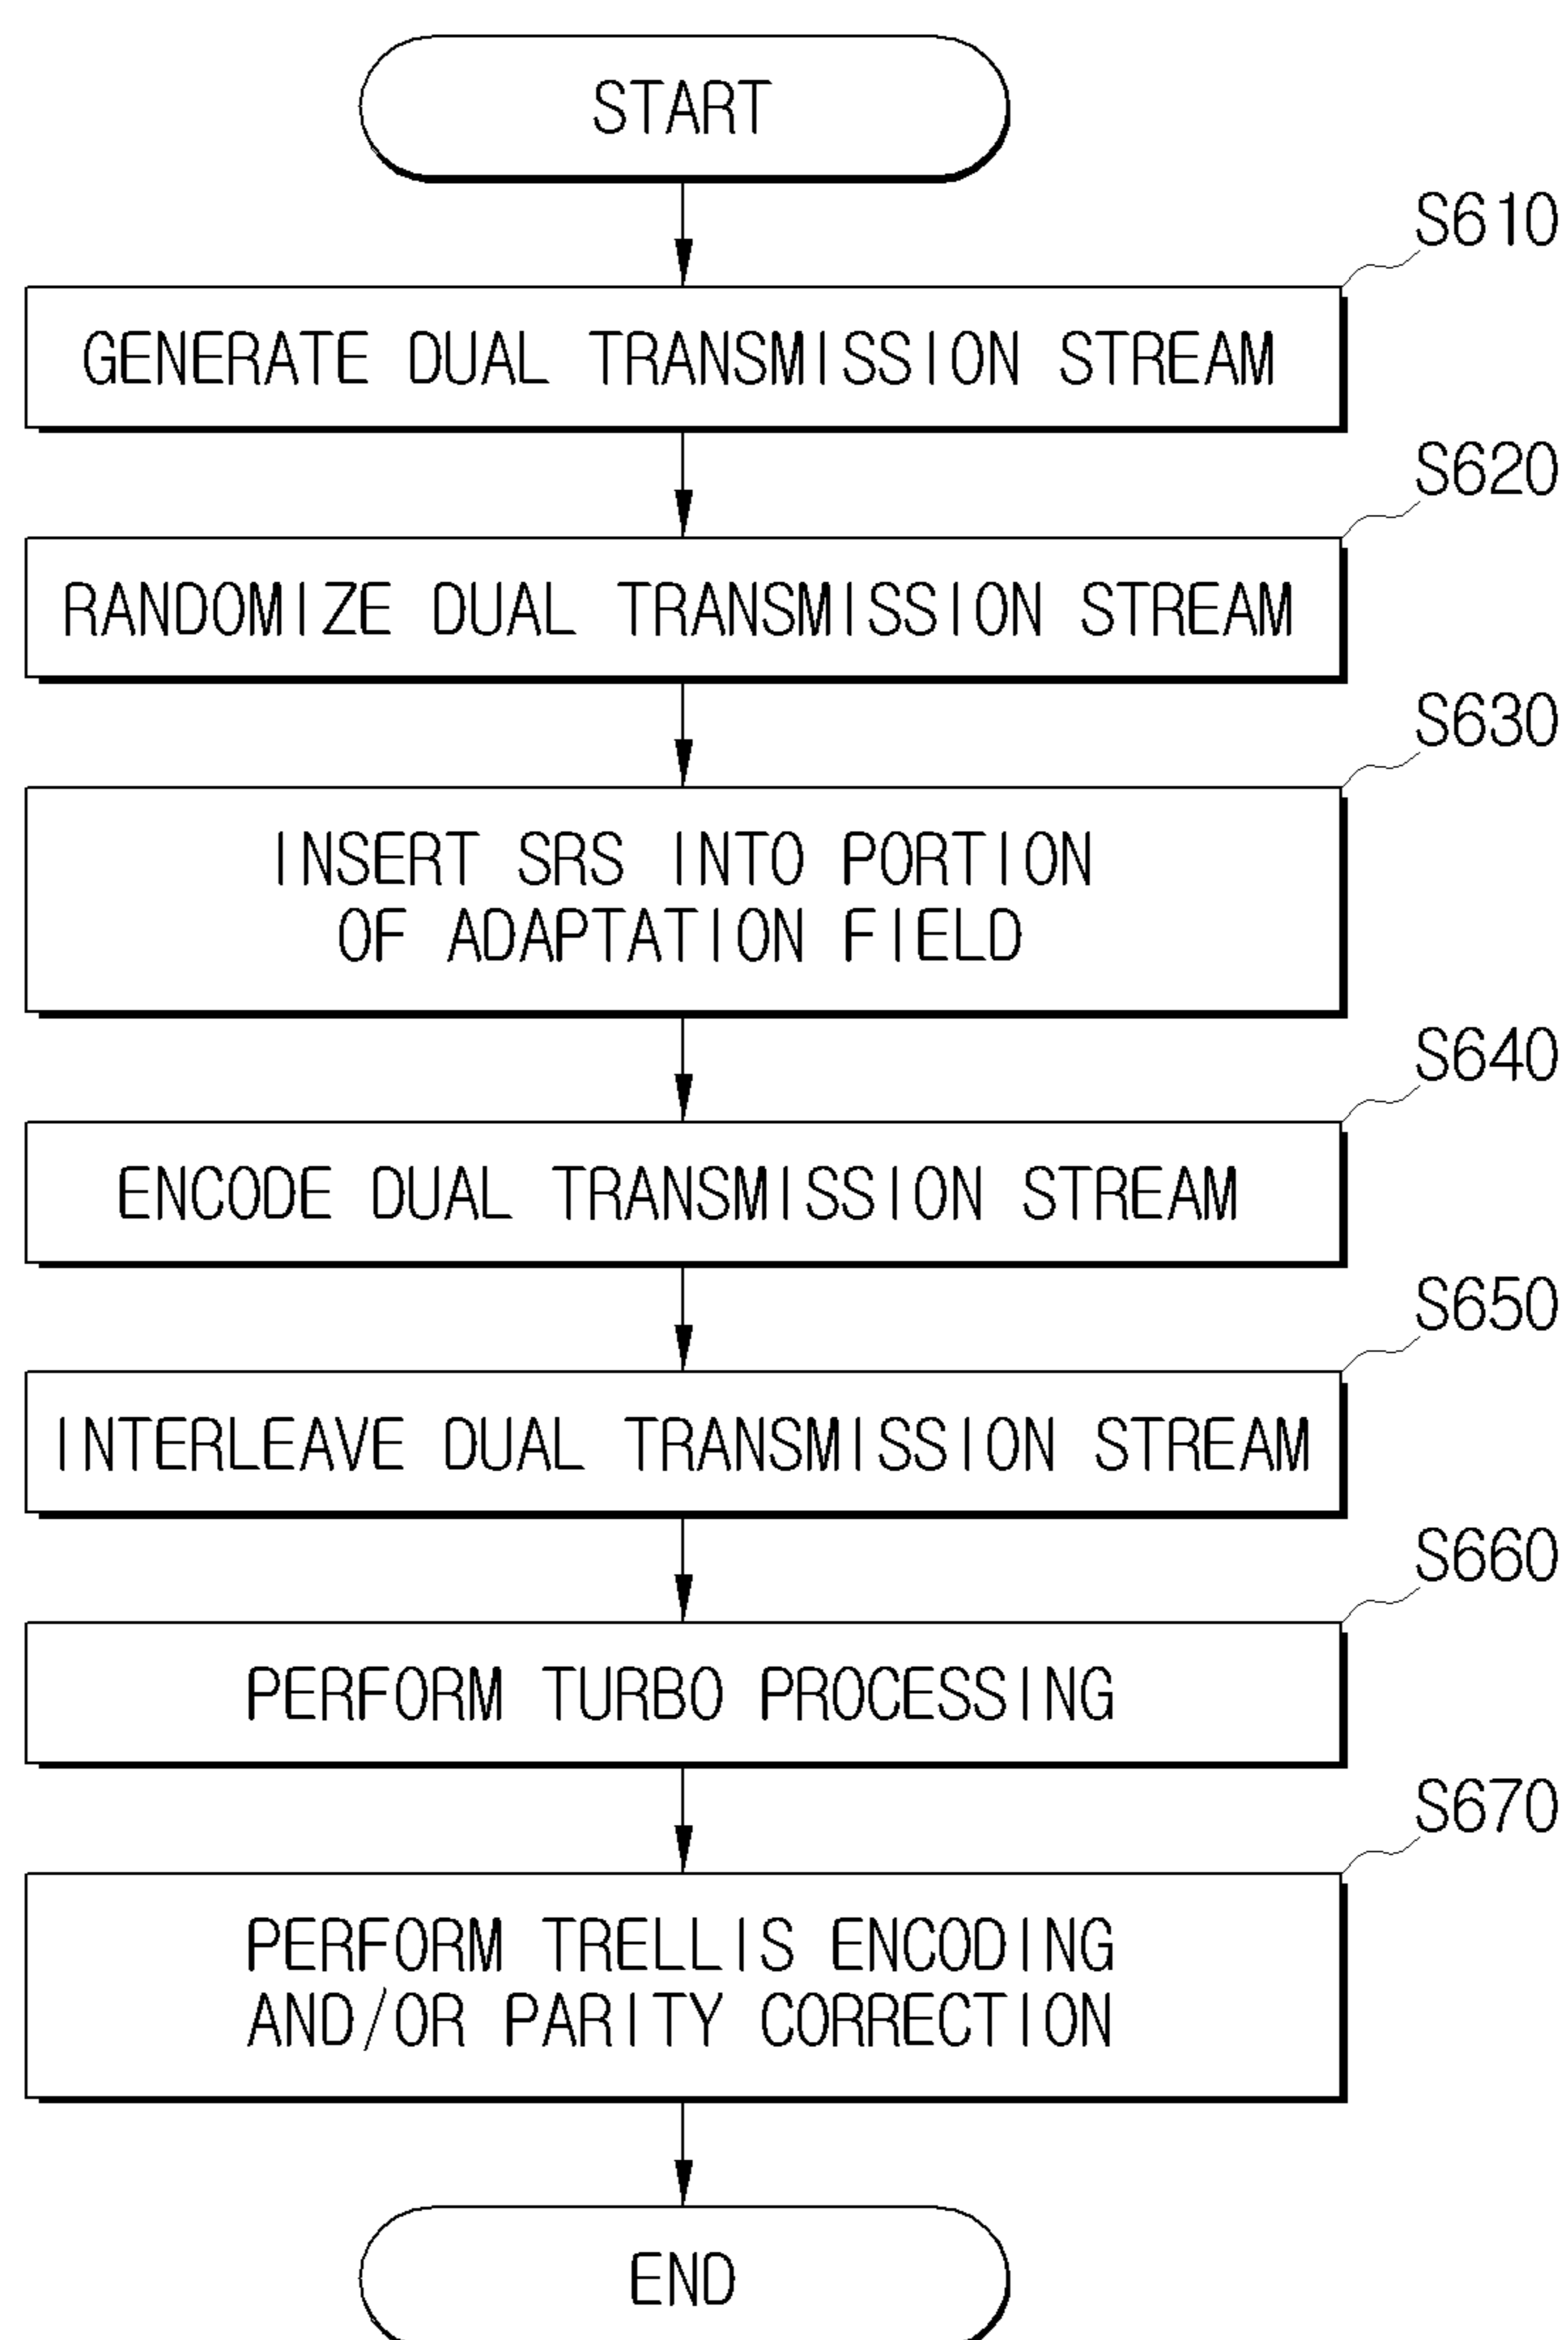 START
S610
GENERATE DUAL TRANSMISSION STREAM
S620
RANDOMIZE DUAL TRANSMISSION STREAM
S630
INSERT SRS INTO PORTION
OF ADAPTATION FIELD
S640
ENCODE DUAL TRANSMISSION STREAM
S650
INTERLEAVE DUAL TRANSMISSION STREAM
S660
PERFORM TURBO PROCESSING
S670
PERFORM TRELLIS ENCODING
AND/OR PARITY CORRECTION
END